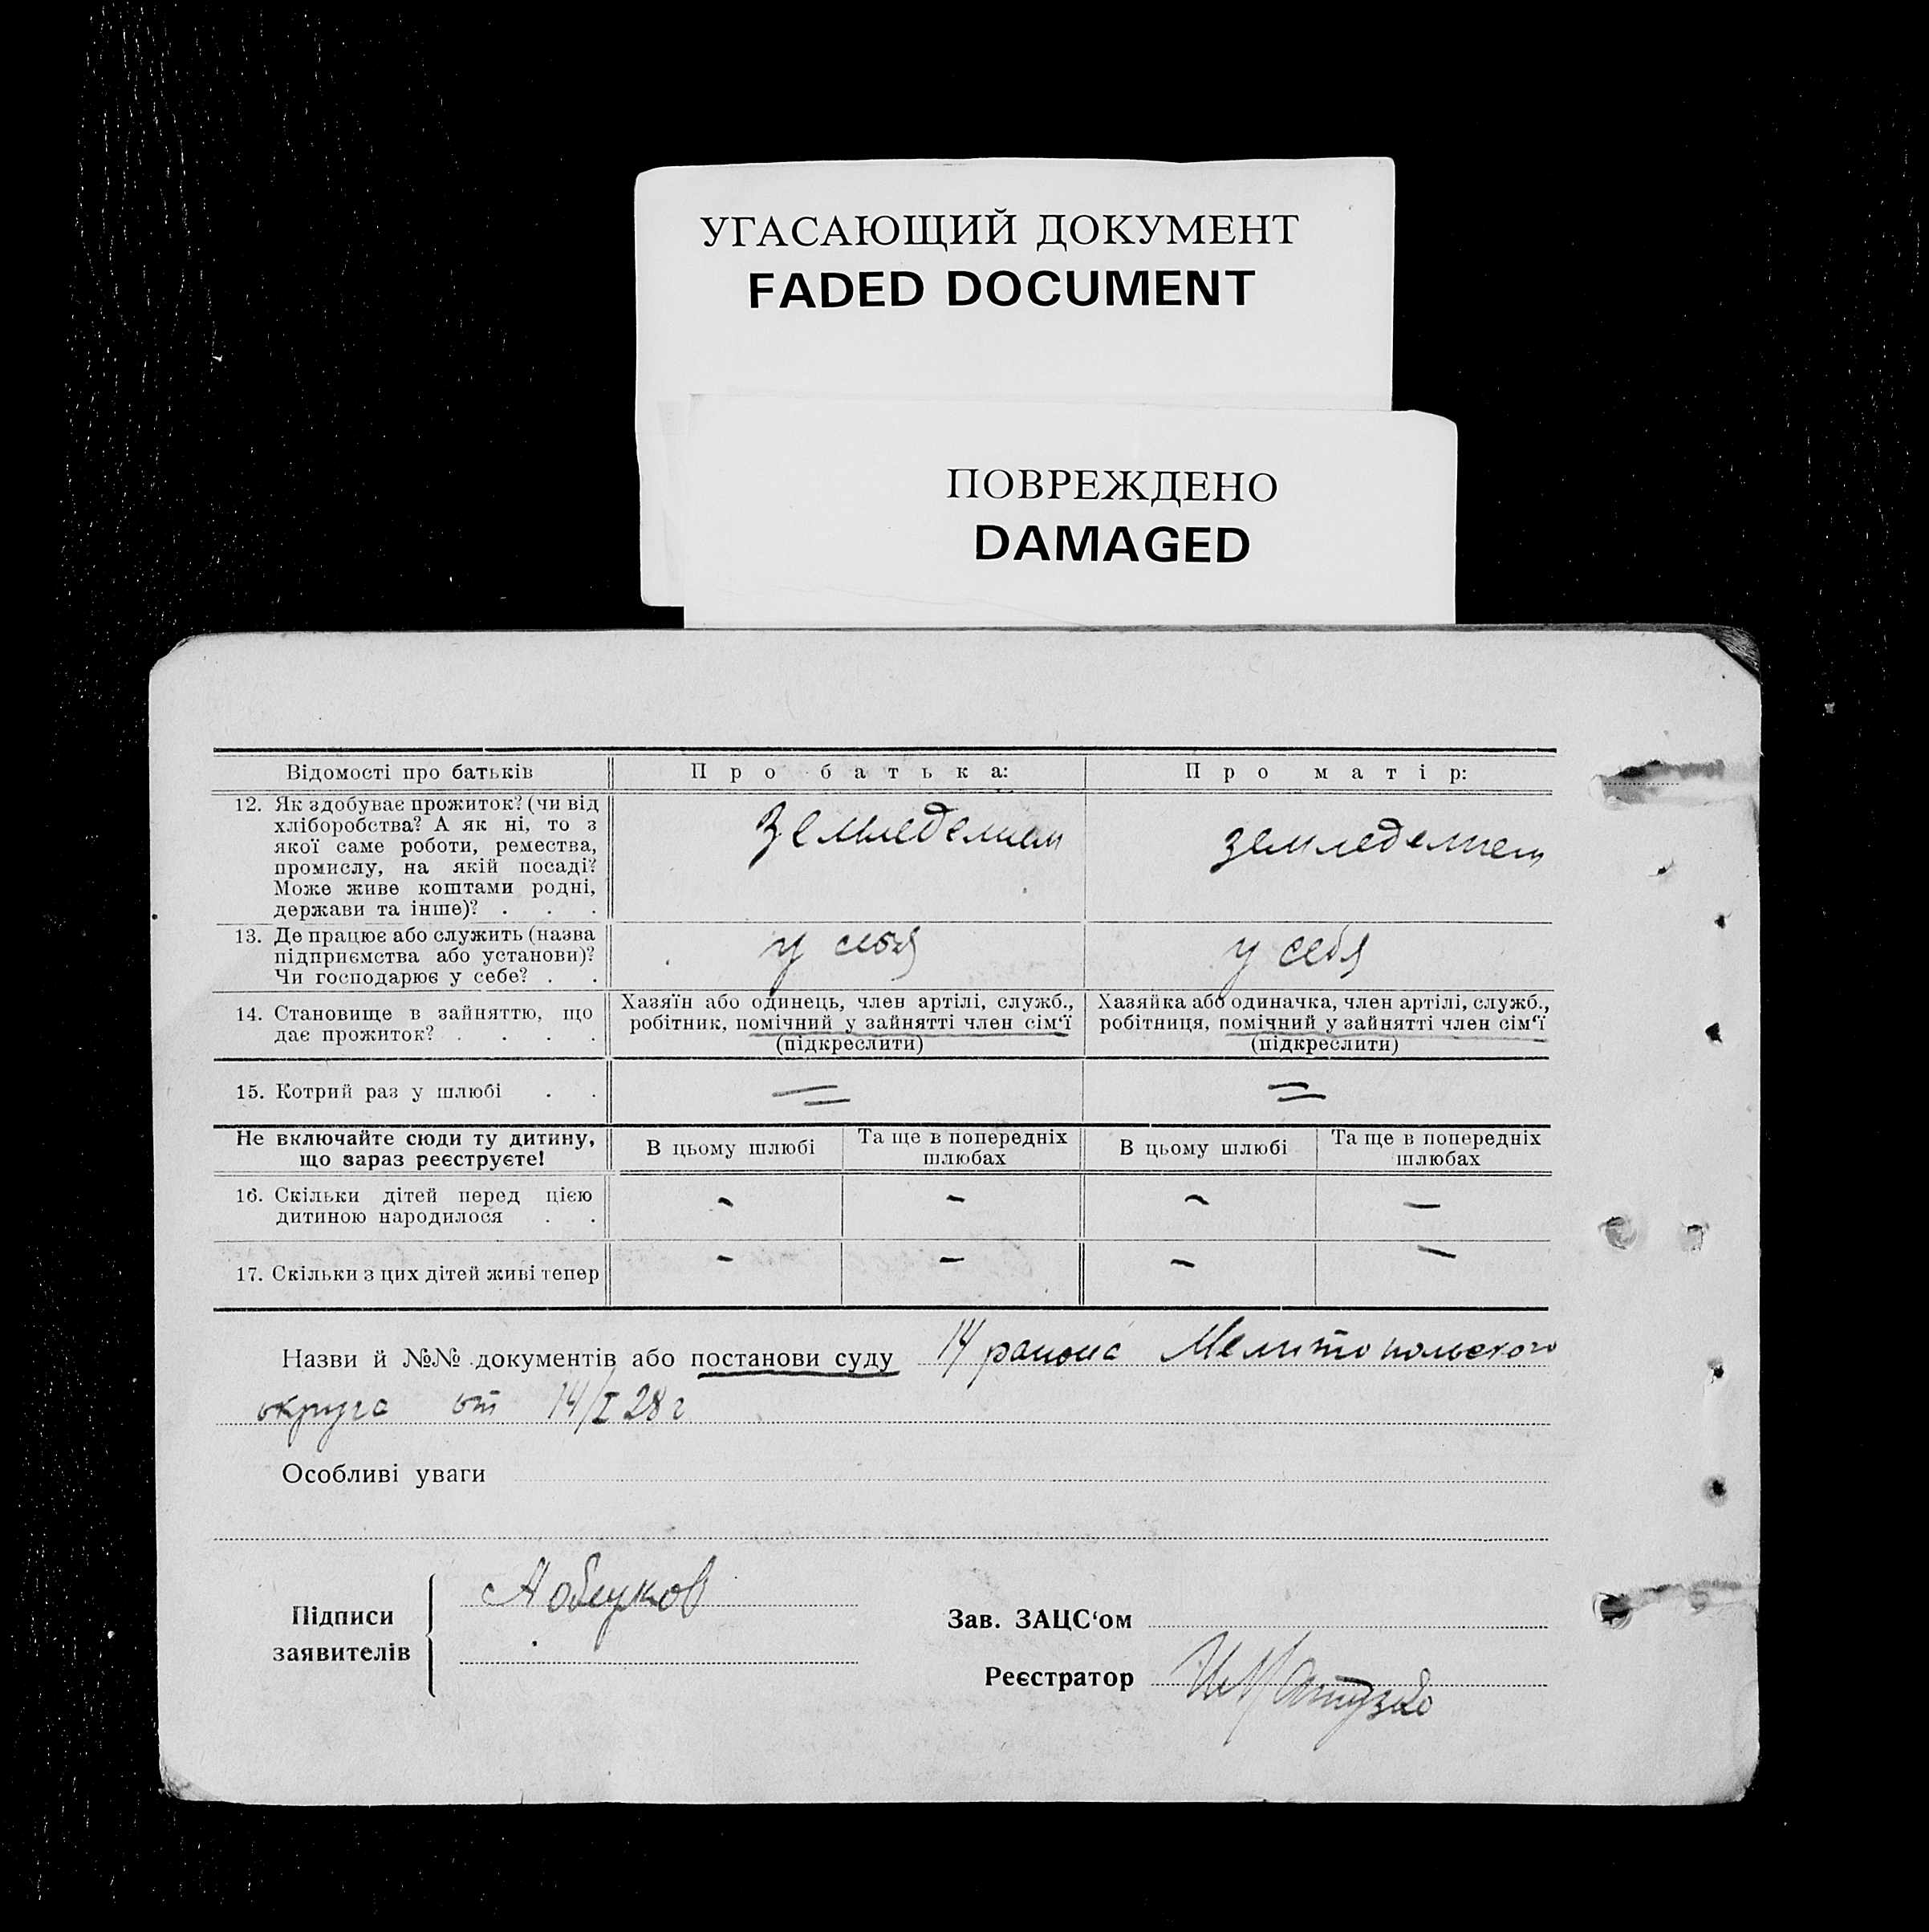 УГАСАЮЩИЙ ДОКУМЕНТ
FADED DOCUMENT
ПОВРЕЖДЕНО
DAMAGED
Відомості про батьків
Про батька:
Про матір:
12. Як здобуває прожиток? (чи від
хліборобства? А як ні, то з
якої саме роботи, ремества,
промислу, на якій посаді?
Може живе коштами родні,
держави та інше)? . . .
земледелием
земледелием
13. Де працює або служить (назва
підприємства або установи)?
Чи господарює у себе? . .
у себя
у себя
14. Становище в зайняттю, що
дає прожиток? . . . .
Хазяїн або одинець, член артілі, служб.,
робітник, помічний у зайнятті член сім‘ї
(підкреслити)
Хазяйка або одиначка, член артілі, служб.,
робітниця, помічний у зайнятті член сім‘ї
(підкреслити)
15. Котрий раз у шлюбі . .
Не включайте сюди ту дитину,
що зараз реєструєте!
В цьому шлюбі
Та ще в попередніх
шлюбах
В цьому шлюбі
Та ще в попередніх
шлюбах
16. Скільки дітей перед цією
дитиною народилося . .
- - - -
17. Скільки з цих дітей живі тепер
- - - -
Назви й №№ документів або постанови суду 14 района Мелитопольского
округа от 14/I 28 г
Особливі уваги
Підписи
заявителів
Зав. ЗАЦС‘ом
Реєстратор